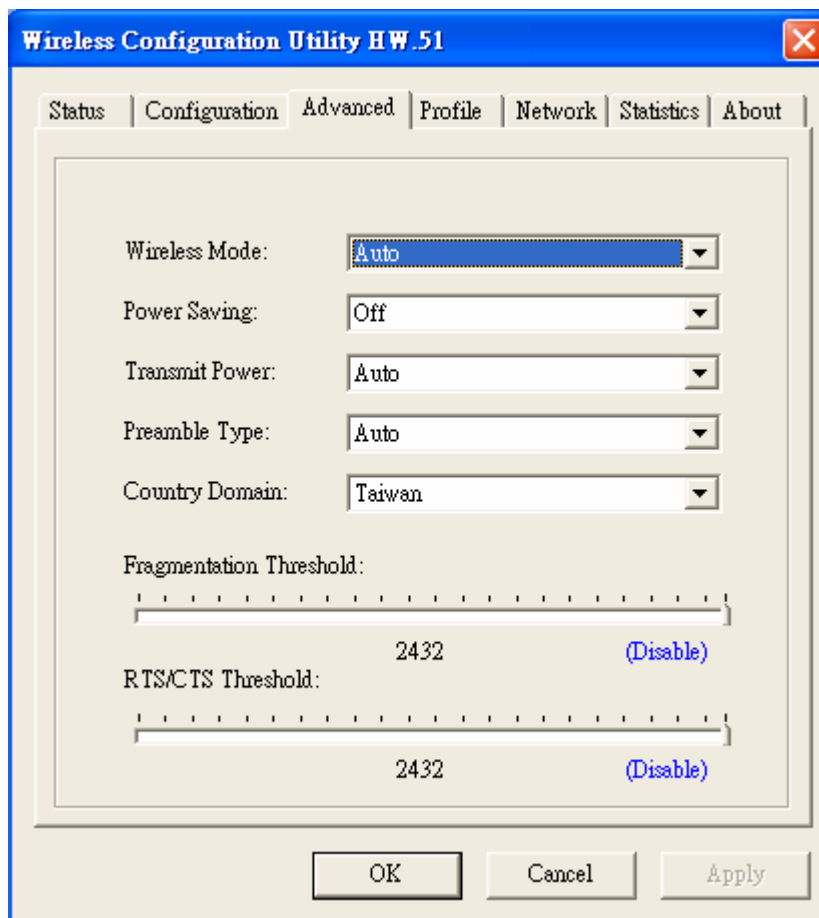 Wireless Configuration Utility HW.51
Status Configuration Advanced Profile Network Statistics About
Wireless Mode: Auto
Power Saving: Off
Transmit Power: Auto
Preamble Type: Auto
Country Domain: Taiwan
Fragmentation Threshold:
2432 (Disable)
RTS/CTS Threshold:
2432 (Disable)
OK Cancel Apply